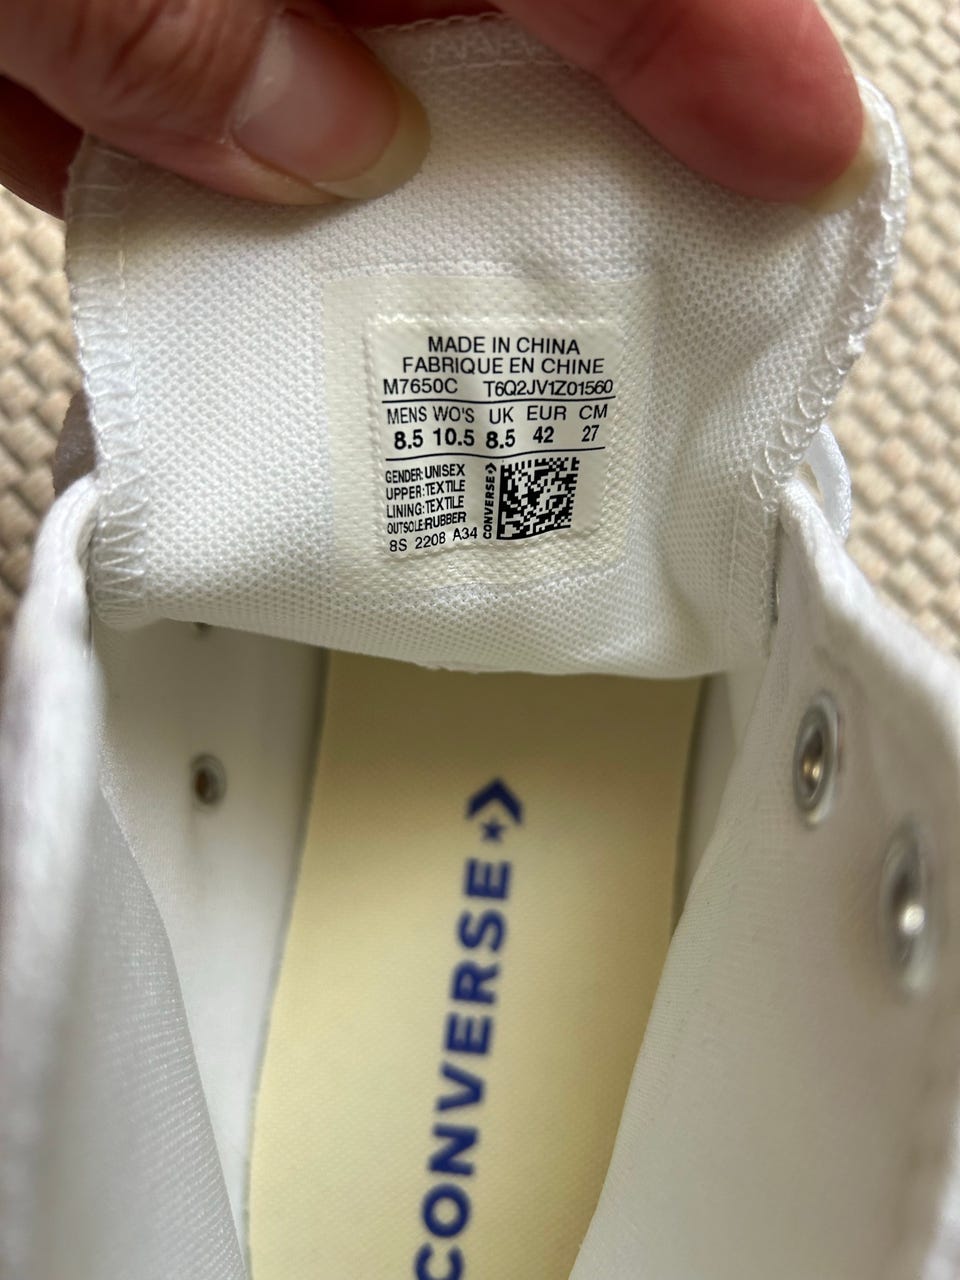 MADE IN CHINA
FABRIQUE EN CHINE
M7650C T6Q2JV1Z01560
MENS WO'S UK EUR CM
8.5 10.5 8.5 42 27
GENDER:UNISEX
UPPER:TEXTILE
LINING:TEXTILE
OUTSOLE:RUBBER
8S 2208 A34
CONVERSE
CONVERSE